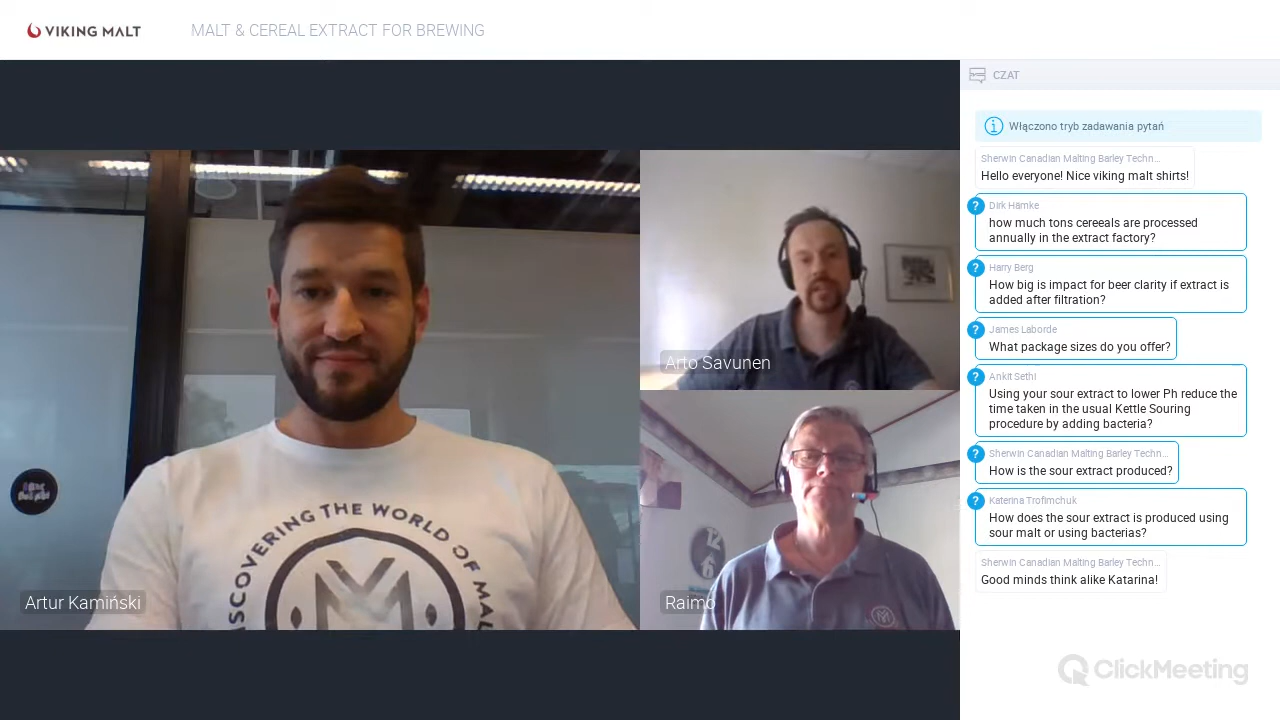 VIKING MALT
MALT & CEREAL EXTRACT FOR BREWING
CZAT
Włączono tryb zadawania pytań
Sherwin Canadian Malting Barley Techn...
Hello everyone! Nice viking malt shirts!
Dirk Hämke
how much tons cereeals are processed
annually in the extract factory?
Harry Berg
How big is impact for beer clarity if extract is
added after filtration?
James Laborde
What package sizes do you offer?
Ankit Sethi
Using your sour extract to lower Ph reduce the
time taken in the usual Kettle Souring
procedure by adding bacteria?
Sherwin Canadian Malting Barley Techn...
How is the sour extract produced?
Katerina Trofimchuk
How does the sour extract is produced using
sour malt or using bacterias?
Sherwin Canadian Malting Barley Techn...
Good minds think alike Katarina!
Arto Savunen
ISCOVERING THE WORLD OF MAL
Artur Kamiński
12
6
Raimo
ClickMeeting